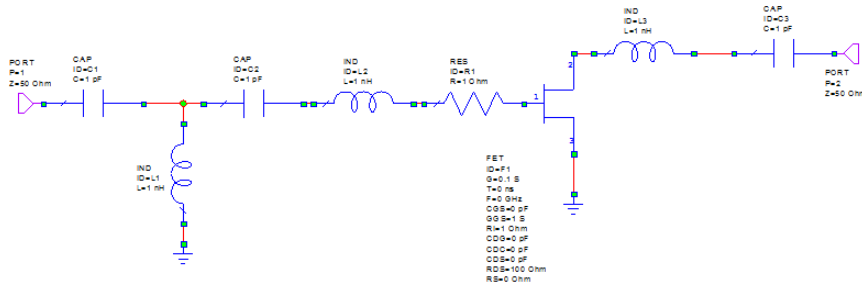 PORT
P=1
Z=50 Ohm
CAP
ID=C1
C=1 pF
CAP
ID=C2
C=1 pF
IND
ID=L2
L=1 nH
RES
ID=R1
R=1 Ohm
IND
ID=L3
L=1 nH
CAP
ID=C3
C=1 pF
PORT
P=2
Z=50 Ohm
1
2
3
IND
ID=L1
L=1 nH
FET
ID=F1
G=0.1 S
T=0 ns
F=0 GHz
CGS=0 pF
GGS=1 S
RI=1 Ohm
CDG=0 pF
CDC=0 pF
CDS=0 pF
RDS=100 Ohm
RS=0 Ohm